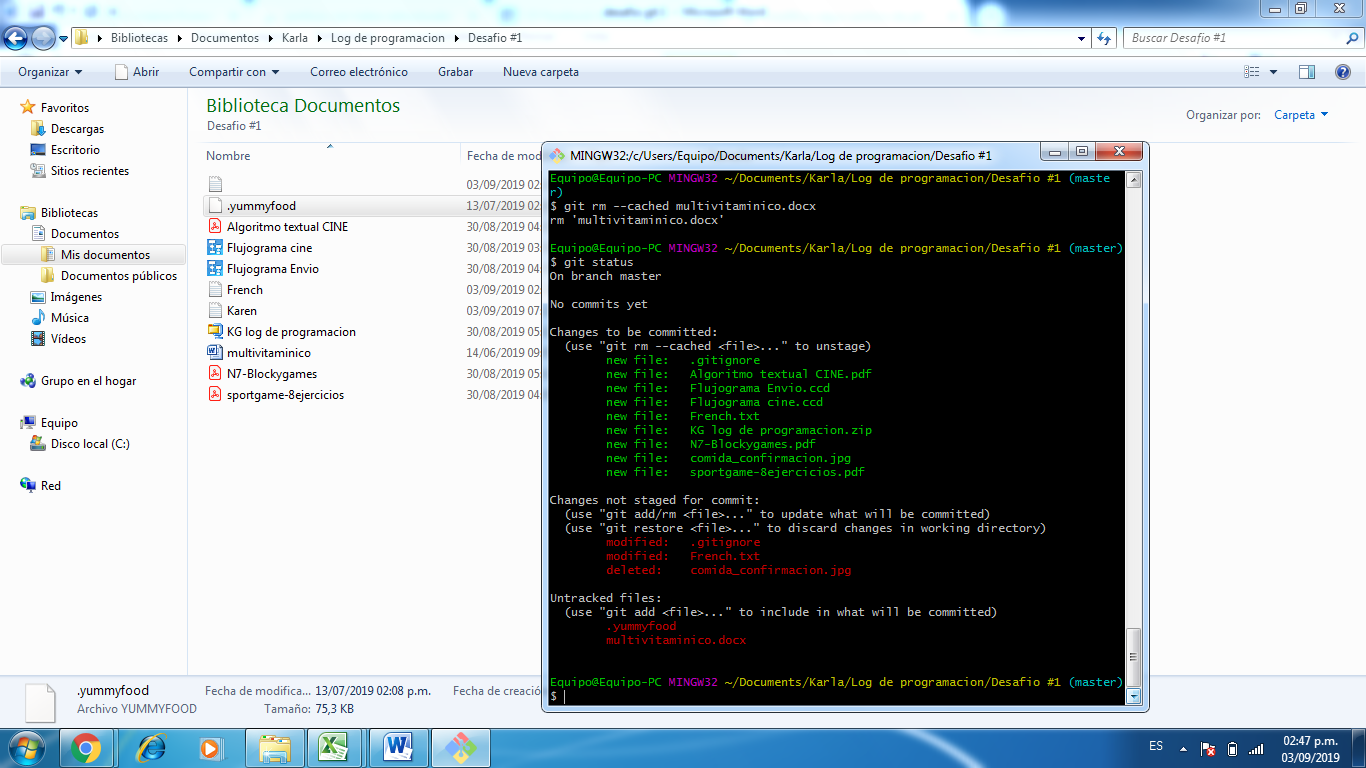 Bibliotecas Documentos Karla Log de programacion Desafio #1
Buscar Desafio #1
Organizar Abrir Compartir con Correo electrónico Grabar Nueva carpeta
Favoritos
Descargas
Escritorio
Sitios recientes
Bibliotecas
Documentos
Mis documentos
Documentos públicos
Imágenes
Música
Vídeos
Grupo en el hogar
Equipo
Disco local (C:)
Red
Biblioteca Documentos
Desafio #1
Organizar por: Carpeta
Nombre Fecha de mod
03/09/2019 02:
.yummyfood 13/07/2019 02:
Algoritmo textual CINE 30/08/2019 04:
Flujograma cine 30/08/2019 03:
Flujograma Envio 30/08/2019 04:
French 03/09/2019 02:
Karen 03/09/2019 07:
KG log de programacion 30/08/2019 05:
multivitaminico 14/06/2019 09:
N7-Blockygames 30/08/2019 05:
sportgame-8ejercicios 30/08/2019 04:
MINGW32:/c/Users/Equipo/Documents/Karla/Log de programacion/Desafio #1
Equipo@Equipo-PC MINGW32 ~/Documents/Karla/Log de programacion/Desafio #1 (maste
r)
$ git rm --cached multivitaminico.docx
rm 'multivitaminico.docx'
Equipo@Equipo-PC MINGW32 ~/Documents/Karla/Log de programacion/Desafio #1 (master)
$ git status
On branch master
No commits yet
Changes to be committed:
(use "git rm --cached <file>..." to unstage)
new file: .gitignore
new file: Algoritmo textual CINE.pdf
new file: Flujograma Envio.ccd
new file: Flujograma cine.ccd
new file: French.txt
new file: KG log de programacion.zip
new file: N7-Blockygames.pdf
new file: comida_confirmacion.jpg
new file: sportgame-8ejercicios.pdf
Changes not staged for commit:
(use "git add/rm <file>..." to update what will be committed)
(use "git restore <file>..." to discard changes in working directory)
modified: .gitignore
modified: French.txt
deleted: comida_confirmacion.jpg
Untracked files:
(use "git add <file>..." to include in what will be committed)
.yummyfood
multivitaminico.docx
Equipo@Equipo-PC MINGW32 ~/Documents/Karla/Log de programacion/Desafio #1 (master)
$
.yummyfood Fecha de modifica... 13/07/2019 02:08 p.m. Fecha de creació
Archivo YUMMYFOOD Tamaño: 75,3 KB
ES
02:47 p.m.
03/09/2019